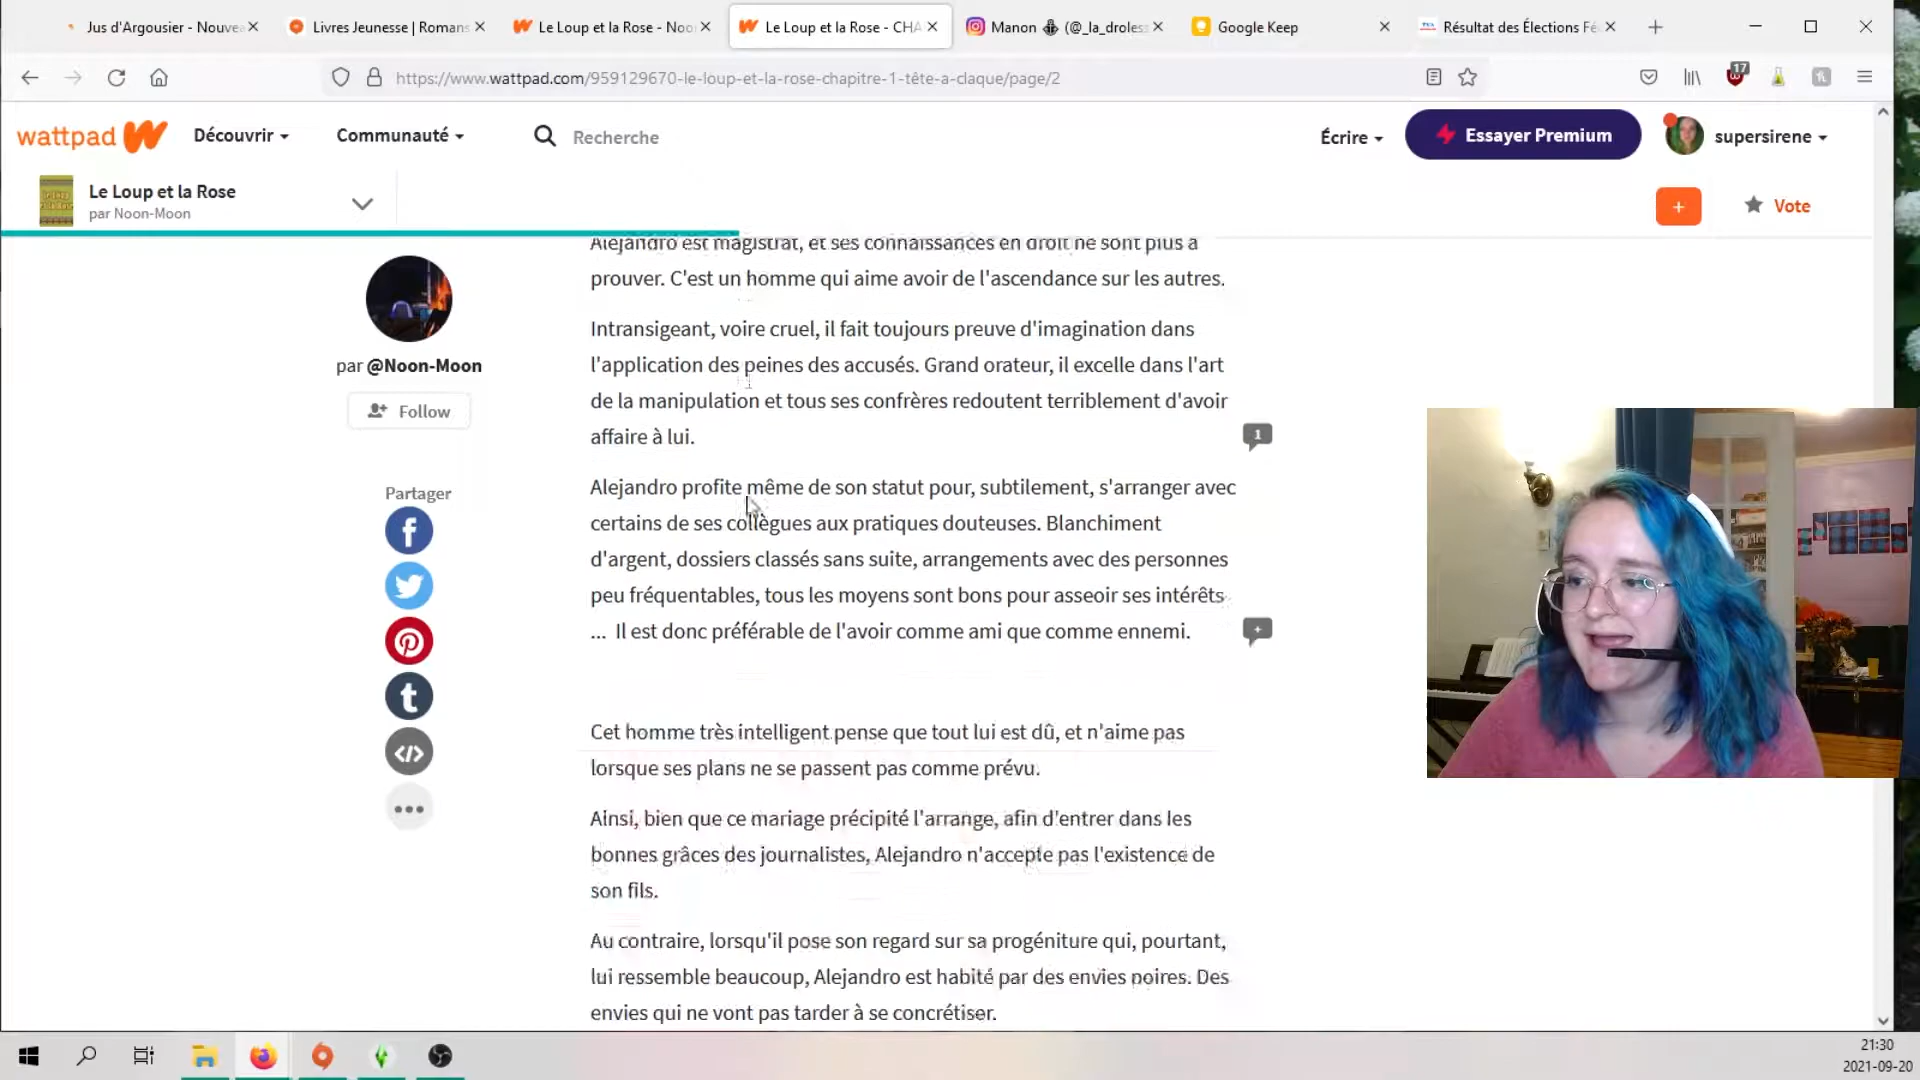 Jus d'Argousier - Nouvea
Livres Jeunesse | Romans
Le Loup et la Rose - Noo
Le Loup et la Rose - CHA
Manon (@_la_droles
Google Keep
Résultat des Élections Fé
https://www.wattpad.com/959129670-le-loup-et-la-rose-chapitre-1-tête-a-claque/page/2
17
wattpad
Découvrir
Communauté
Recherche
Écrire
Essayer Premium
supersirene
Le Loup et la Rose
par Noon-Moon
+
Vote
par @Noon-Moon
Follow
Partager
Alejandro est magistrat, et ses connaissances en droit ne sont plus à
prouver. C'est un homme qui aime avoir de l'ascendance sur les autres.
Intransigeant, voire cruel, il fait toujours preuve d'imagination dans
l'application des peines des accusés. Grand orateur, il excelle dans l'art
de la manipulation et tous ses confrères redoutent terriblement d'avoir
affaire à lui.
1
Alejandro profite même de son statut pour, subtilement, s'arranger avec
certains de ses collègues aux pratiques douteuses. Blanchiment
d'argent, dossiers classés sans suite, arrangements avec des personnes
peu fréquentables, tous les moyens sont bons pour asseoir ses intérêts
... Il est donc préférable de l'avoir comme ami que comme ennemi.
+
Cet homme très intelligent pense que tout lui est dû, et n'aime pas
lorsque ses plans ne se passent pas comme prévu.
Ainsi, bien que ce mariage précipité l'arrange, afin d'entrer dans les
bonnes grâces des journalistes, Alejandro n'accepte pas l'existence de
son fils.
Au contraire, lorsqu'il pose son regard sur sa progéniture qui, pourtant,
lui ressemble beaucoup, Alejandro est habité par des envies noires. Des
envies qui ne vont pas tarder à se concrétiser.
21:30
2021-09-20